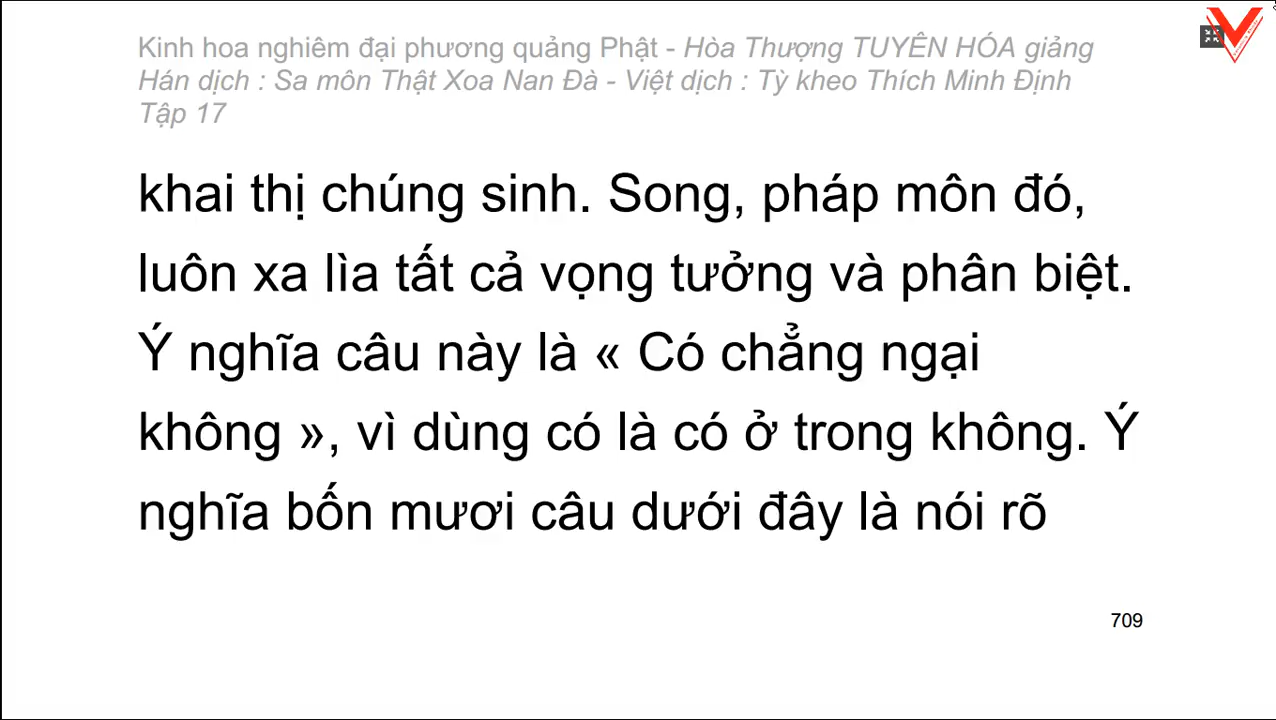 Kinh hoa nghiêm đại phương quảng Phật - Hòa Thượng TUYÊN HÓA giảng
Hán dịch : Sa môn Thật Xoa Nan Đà - Việt dịch : Tỳ kheo Thích Minh Định
Tập 17
khai thị chúng sinh. Song, pháp môn đó,
luôn xa lìa tất cả vọng tưởng và phân biệt.
Ý nghĩa câu này là « Có chẳng ngại
không », vì dùng có là có ở trong không. Ý
nghĩa bốn mươi câu dưới đây là nói rõ
709